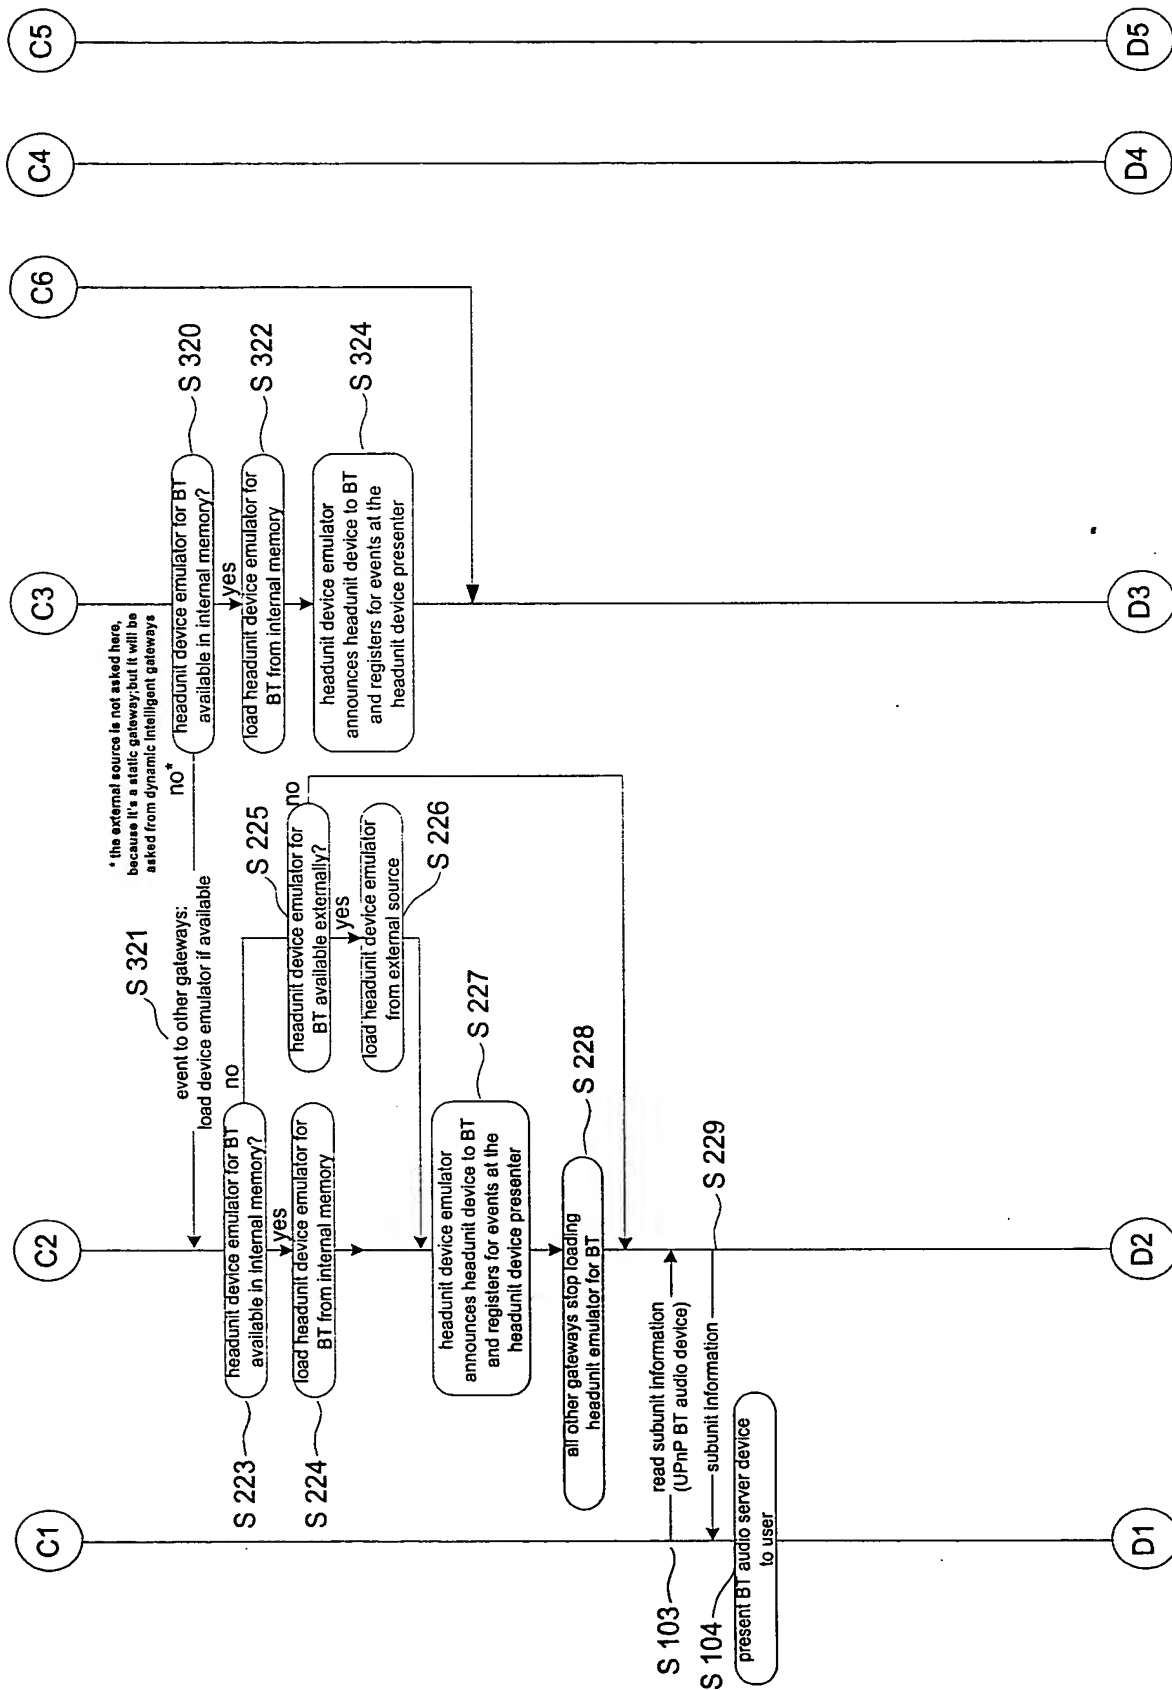 C1
C2
C3
C6
C4
C5
* the external source is not asked here,
because it's a static gateway;but it will be
asked from dynamic intelligent gateways
headunit device emulator for BT
available in internal memory?
S 320
no*
yes
S 321
event to other gateways:
load device emulator if available
load headunit device emulator for
BT from internal memory
S 322
headunit device emulator
announces headunit device to BT
and registers for events at the
headunit device presenter
S 324
S 223
headunit device emulator for BT
available in Internal memory?
no
yes
S 224
load headunit device emulator for
BT from internal memory
S 225
headunit device emulator for
BT available externally?
no
yes
load headunit device emulator
from external source
S 226
headunit device emulator
announces headunit device to BT
and registers for events at the
headunit device presenter
S 227
all other gateways stop loading
headunit emulator for BT
S 228
S 103
read subunit information
(UPnP BT audio device)
subunit information
S 229
S 104
present BT audio server device
to user
D1
D2
D3
D4
D5